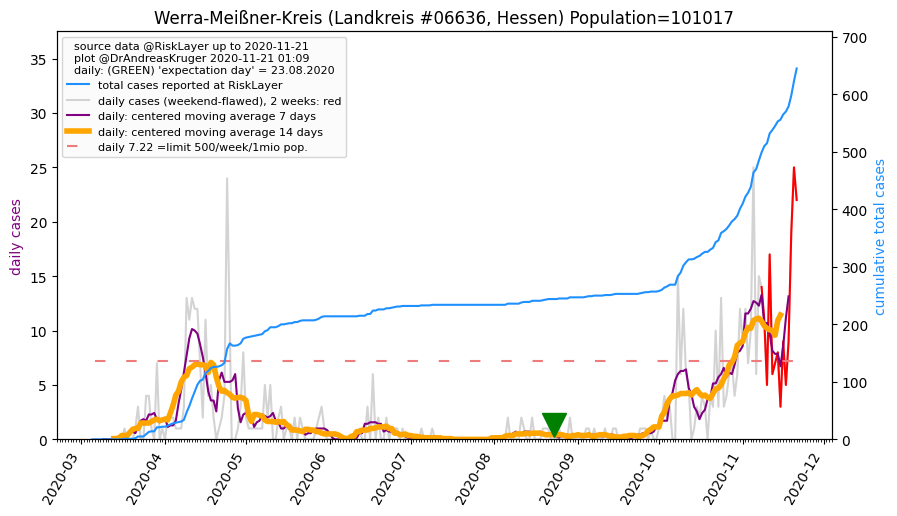 Werra-Meißner-Kreis (Landkreis #06636, Hessen) Population=101017
source data @RiskLayer up to 2020-11-21
plot @DrAndreasKruger 2020-11-21 01:09
daily: (GREEN) 'expectation day' = 23.08.2020
total cases reported at RiskLayer
daily cases (weekend-flawed), 2 weeks: red
daily: centered moving average 7 days
daily: centered moving average 14 days
daily 7.22 =limit 500/week/1mio pop.
daily cases
35
30
25
20
15
10
5
0
700
600
500
400
300
200
100
0
cumulative total cases
2020-03
2020-04
2020-05
2020-06
2020-07
2020-08
2020-09
2020-10
2020-11
2020-12